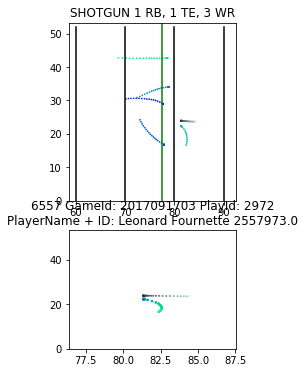 SHOTGUN 1 RB, 1 TE, 3 WR
50
40
30
20
10
0
60 70 80 90
6557 GameId: 2017091703 PlayId: 2972
PlayerName + ID: Leonard Fournette 2557973.0
40
20
0
77.5 80.0 82.5 85.0 87.5